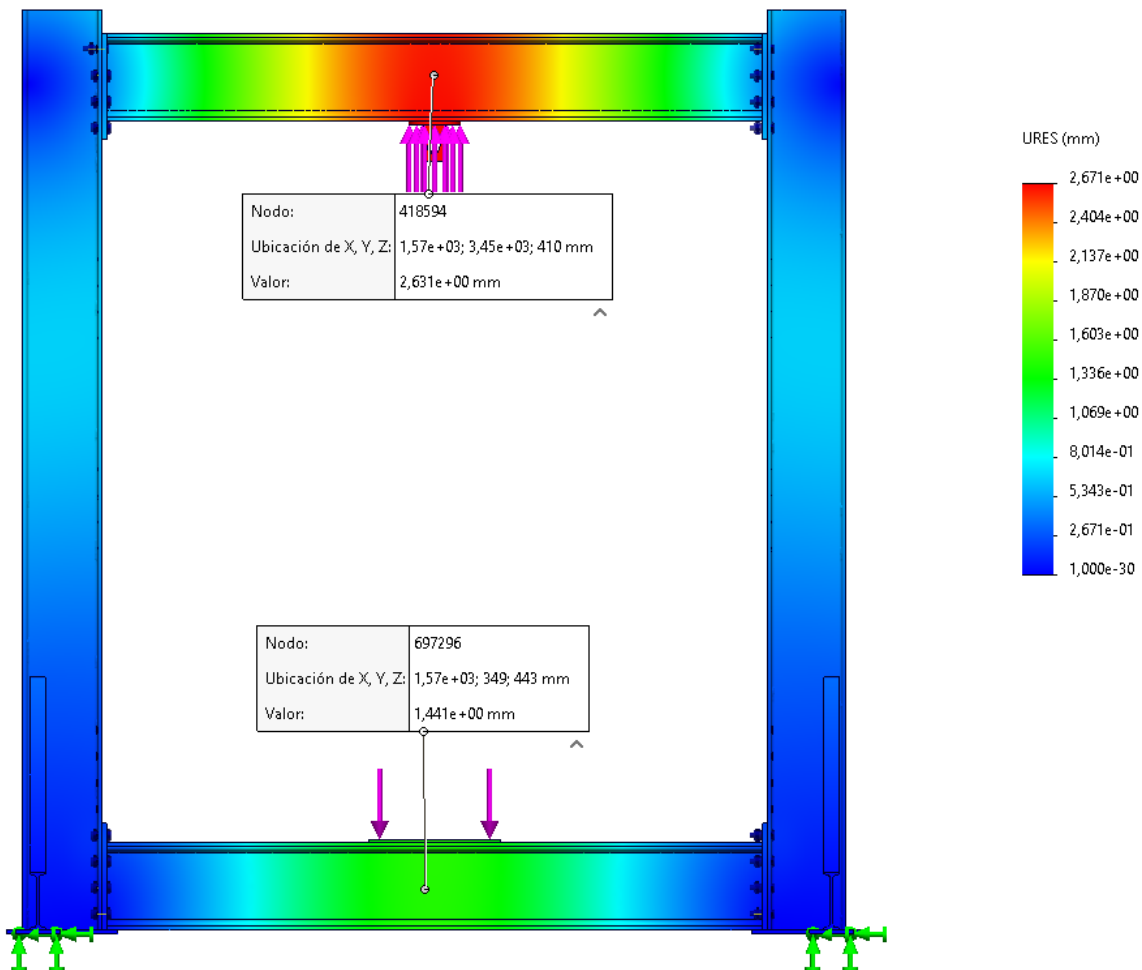 URES (mm)
2,671e+00
2,404e+00
2,137e+00
1,870e+00
1,603e+00
1,336e+00
1,069e+00
8,014e-01
5,343e-01
2,671e-01
1,000e-30
Nodo: 418594
Ubicación de X, Y, Z: 1,57e+03; 3,45e+03; 410 mm
Valor: 2,631e+00 mm
Nodo: 697296
Ubicación de X, Y, Z: 1,57e+03; 349; 443 mm
Valor: 1,441e+00 mm